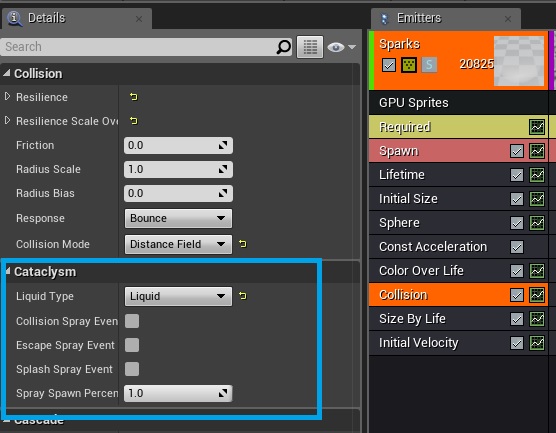 Details
Search
Collision
Resilience
Resilience Scale Ove
Friction 0.0
Radius Scale 1.0
Radius Bias 0.0
Response Bounce
Collision Mode Distance Field
Cataclysm
Liquid Type Liquid
Collision Spray Even
Escape Spray Event
Splash Spray Event
Spray Spawn Percen 1.0
Cascade
Emitters
Sparks
S 20825
GPU Sprites
Required
Spawn
Lifetime
Initial Size
Sphere
Const Acceleration
Color Over Life
Collision
Size By Life
Initial Velocity